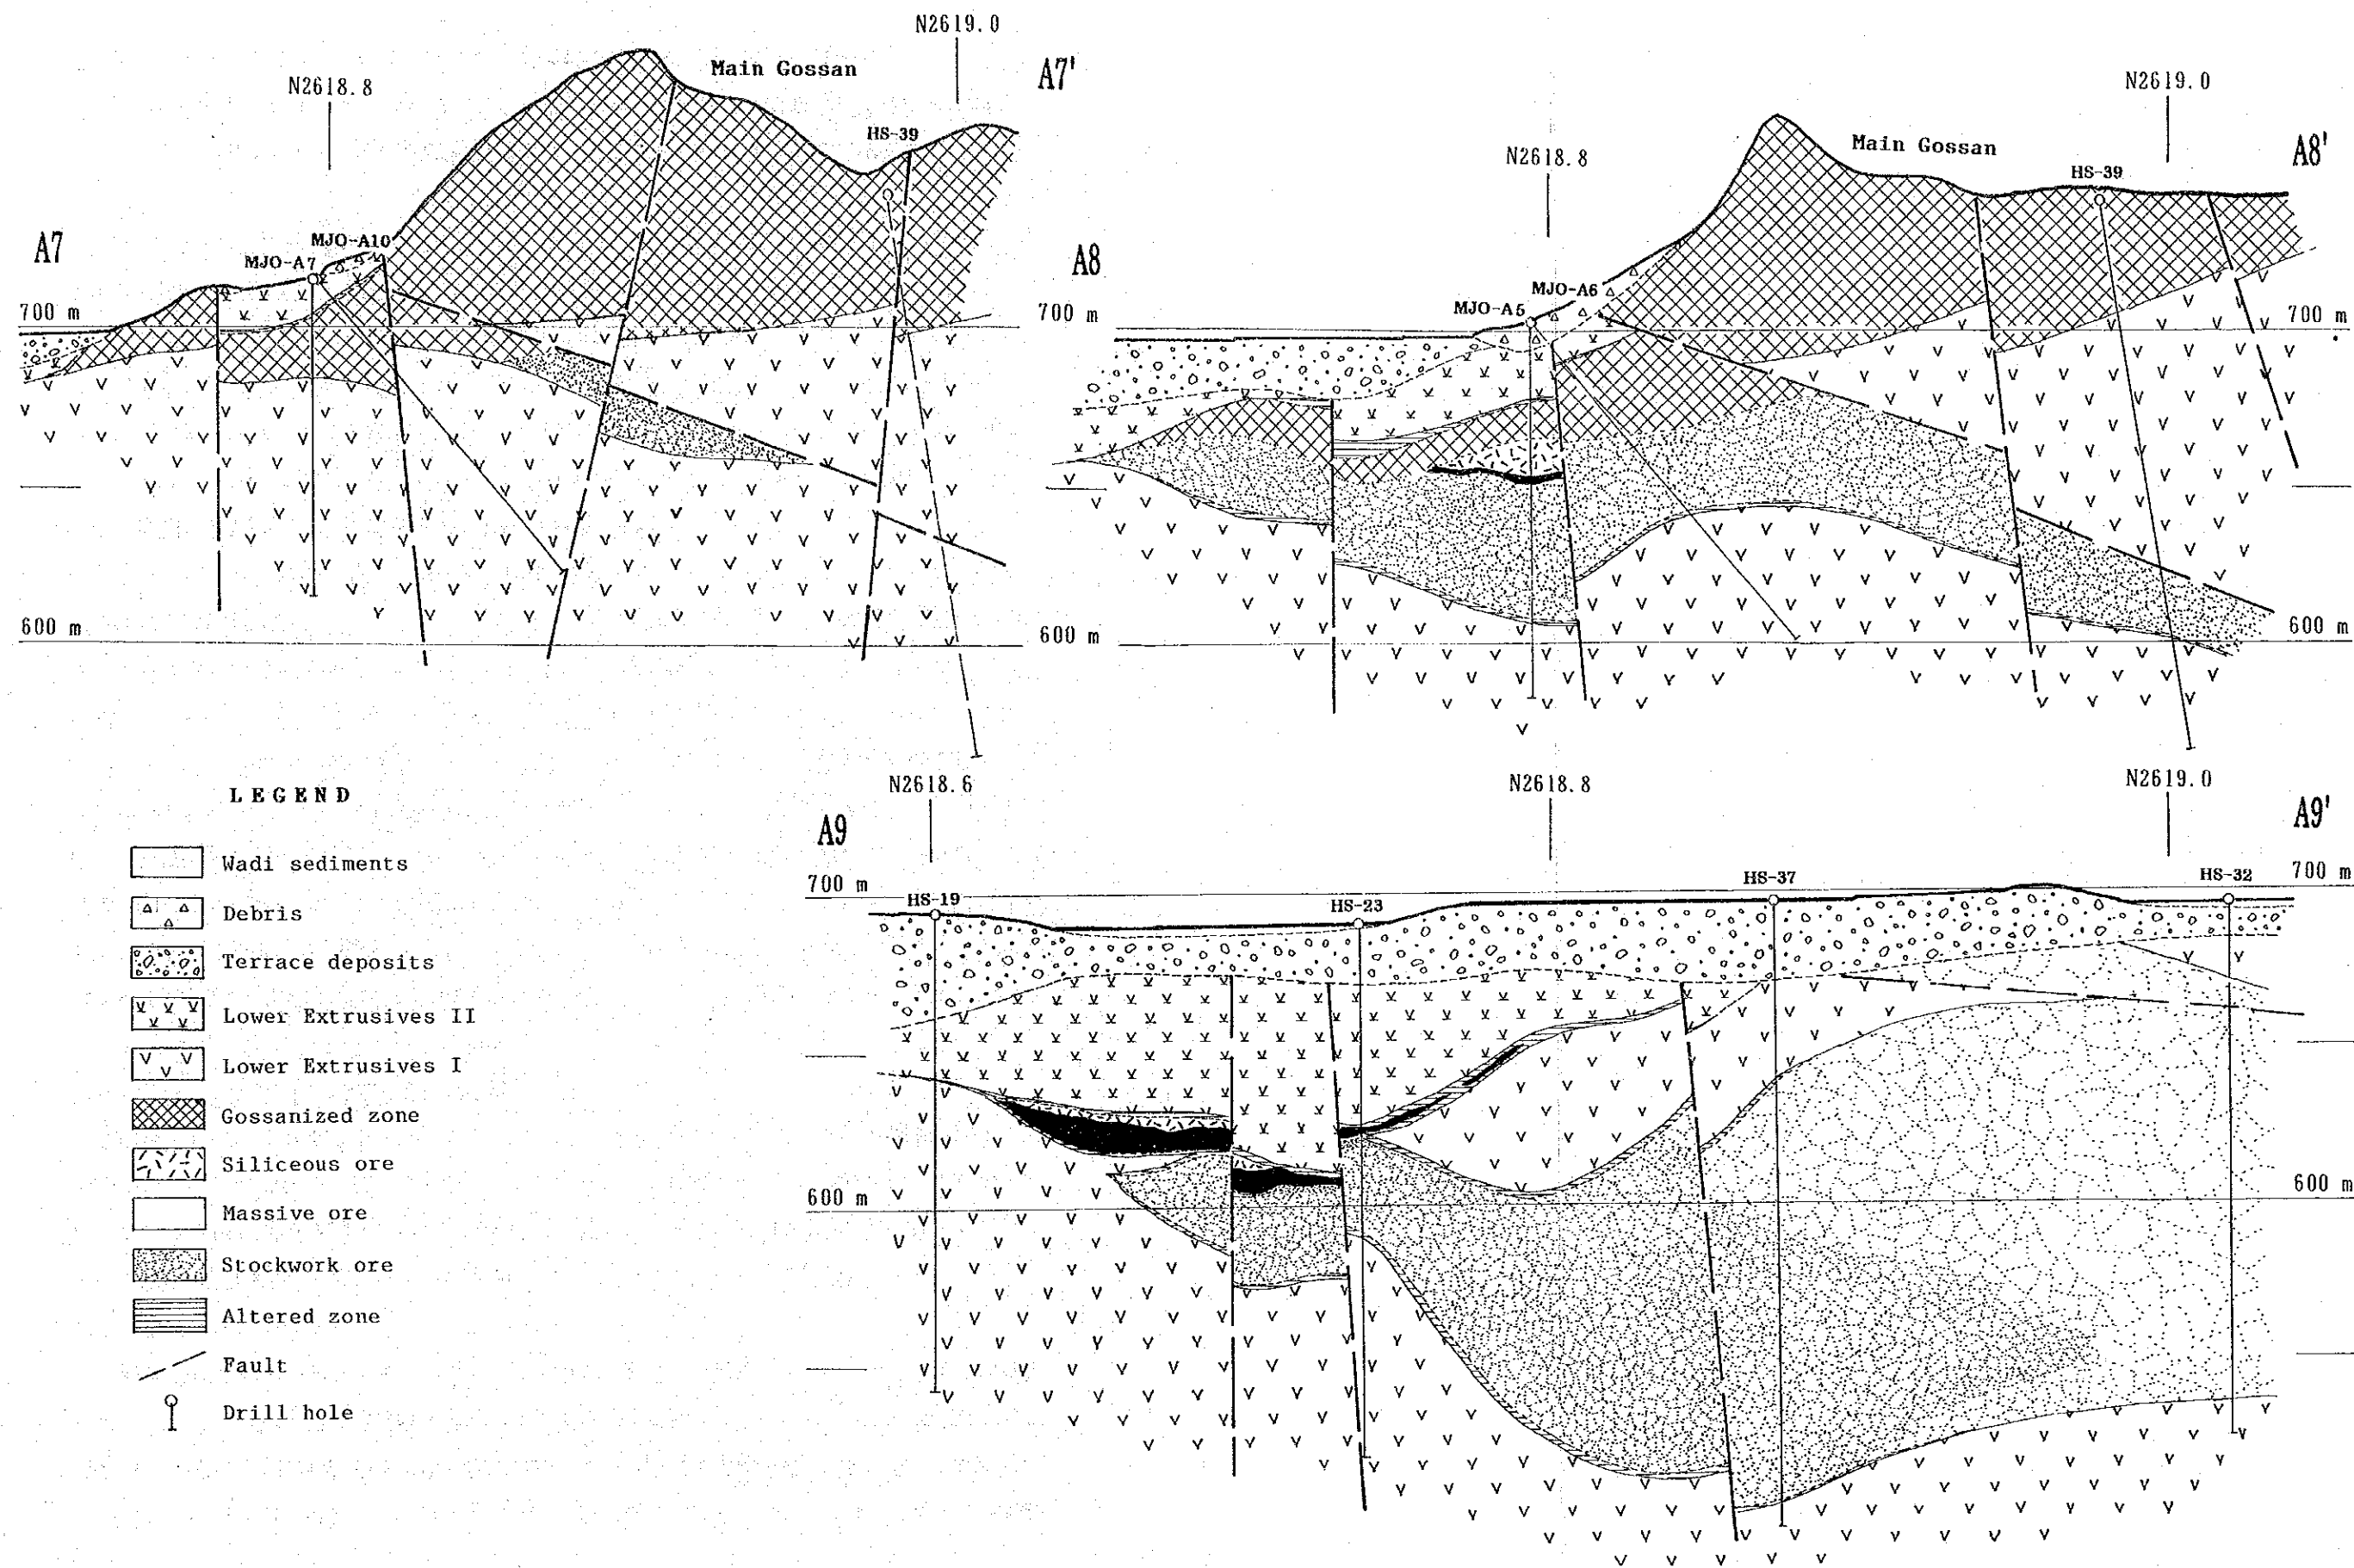 N2619.0
N2618.8
Main Gossan
A7'
HS-39
A7
MJO-A10
MJO-A7
700 m
600 m
N2619.0
N2618.8
Main Gossan
A8'
HS-39
A8
MJO-A6
MJO-A5
700 m
700 m
600 m
600 m
LEGEND
Wadi sediments
Debris
Terrace deposits
Lower Extrusives II
Lower Extrusives I
Gossanized zone
Siliceous ore
Massive ore
Stockwork ore
Altered zone
Fault
Drill hole
N2618.6
N2618.8
N2619.0
A9
A9'
700 m
700 m
HS-19
HS-23
HS-37
HS-32
600 m
600 m